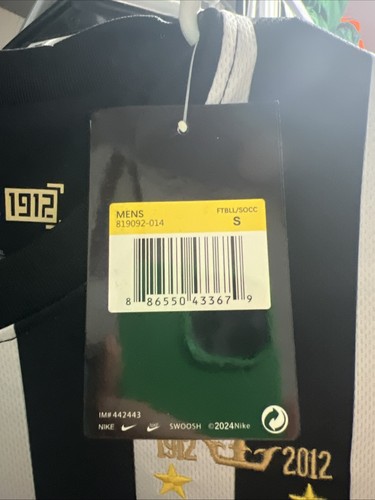 1912
MENS
FTBLL/SOCC
819092-014
S
8 86550 43367 9
IM# 442443
NIKE SWOOSH ©2024Nike
1912 2012